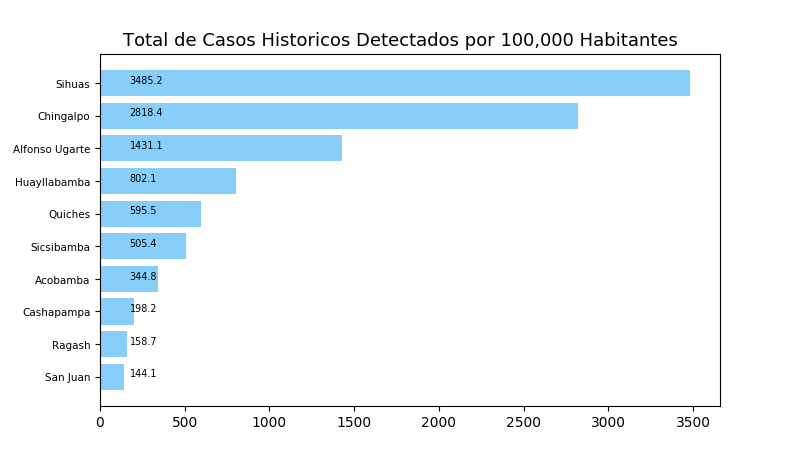 Total de Casos Historicos Detectados por 100,000 Habitantes
Sihuas 3485.2
Chingalpo 2818.4
Alfonso Ugarte 1431.1
Huayllabamba 802.1
Quiches 595.5
Sicsibamba 505.4
Acobamba 344.8
Cashapampa 198.2
Ragash 158.7
San Juan 144.1
0 500 1000 1500 2000 2500 3000 3500